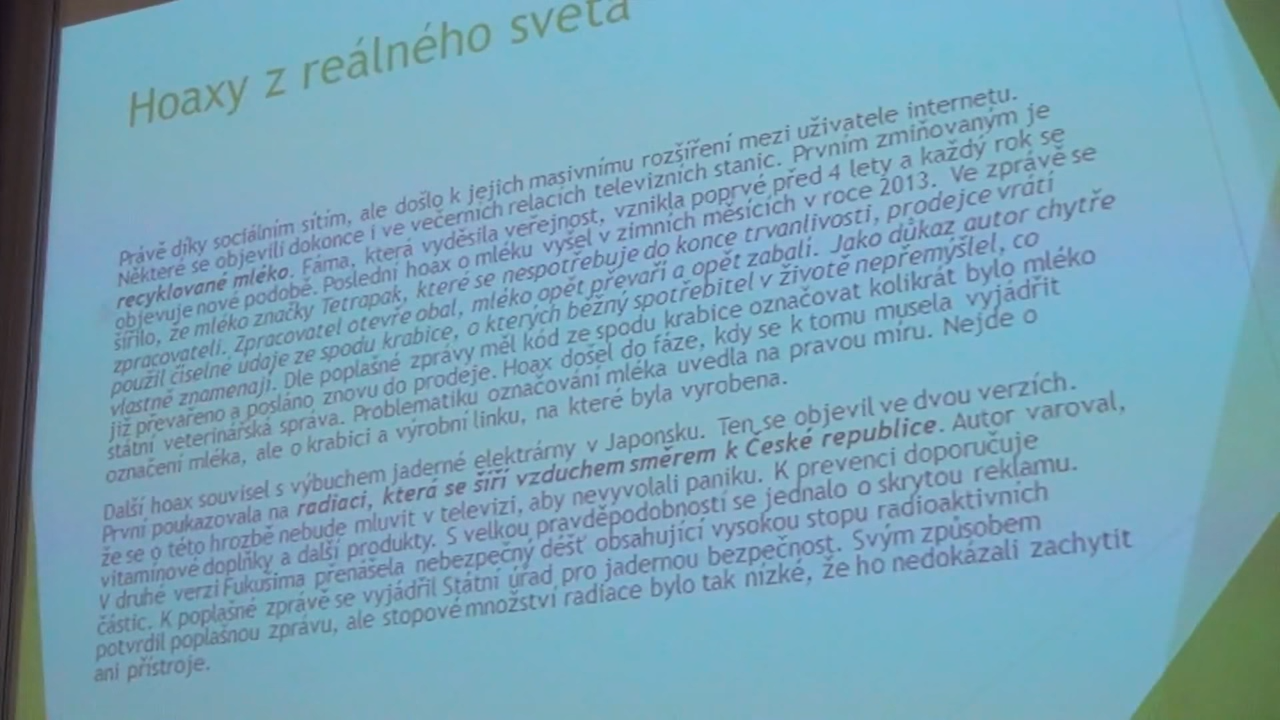 Hoaxy z reálného světa
Právě díky sociálním sítím, ale došlo k jejich masivnímu rozšíření mezi uživatele internetu.
Některé se objevili dokonce i ve večerních relacích televizních stanic. Prvním zmiňovaným je
recyklované mléko. Fáma, která vyděsila veřejnost, vznikla poprvé před 4 lety a každý rok se
objevuje nové podobě. Poslední hoax o mléku vyšel v zimních měsících v roce 2013. Ve zprávě se
šířilo, že mléko značky Tetrapak, které se nespotřebuje do konce trvanlivosti, prodejce vrátí
zpracovateli. Zpracovatel otevře obal, mléko opět převaří a opět zabalí. Jako důkaz autor chytře
použil číselné údaje ze spodu krabice, o kterých běžný spotřebitel v životě nepřemýšlel, co
vlastně znamenají. Dle poplašné zprávy měl kód ze spodu krabice označovat kolikrát bylo mléko
již převařeno a posláno znovu do prodeje. Hoax došel do fáze, kdy se k tomu musela vyjádřit
státní veterinářská správa. Problematiku označování mléka uvedla na pravou míru. Nejde o
označení mléka, ale o krabici a výrobní linku, na které byla vyrobena.
Další hoax souvisel s výbuchem jaderné elektrárny v Japonsku. Ten se objevil ve dvou verzích.
První poukazovala na radiaci, která se šíří vzduchem směrem k České republice. Autor varoval,
že se o této hrozbě nebude mluvit v televizi, aby nevyvolali paniku. K prevenci doporučuje
vitamínové doplňky a další produkty. S velkou pravděpodobností se jednalo o skrytou reklamu.
V druhé verzi Fukušima přenášela nebezpečný déšť obsahující vysokou stopu radioaktivních
částic. K poplašné zprávě se vyjádřil Státní úřad pro jadernou bezpečnost. Svým způsobem
potvrdil poplašnou zprávu, ale stopové množství radiace bylo tak nízké, že ho nedokázali zachytit
ani přístroje.